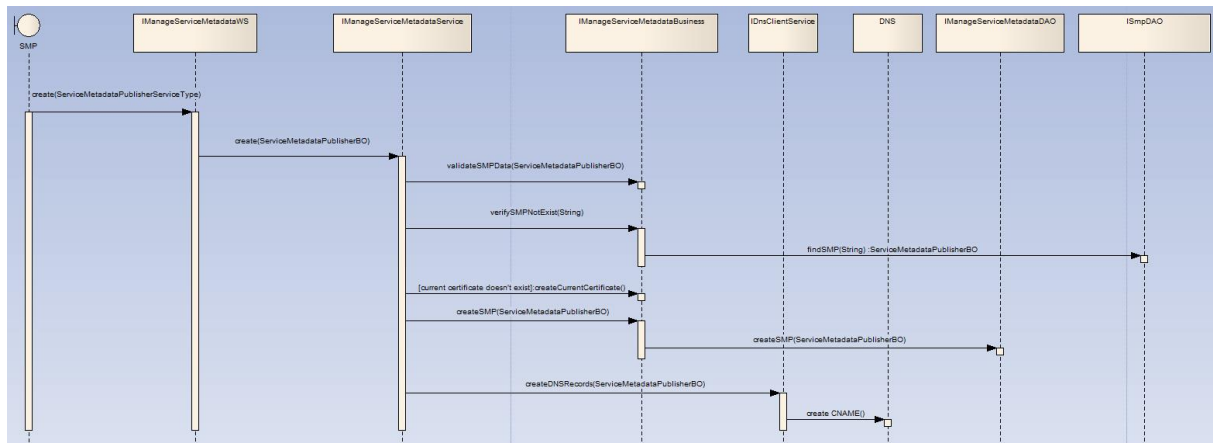 IManageServiceMetadataWS
IManageServiceMetadataService
IManageServiceMetadataBusiness
IDnsClientService
DNS
IManageServiceMetadataDAO
ISmpDAO
SMP
create(ServiceMetadataPublisherServiceType)
create(ServiceMetadataPublisherBO)
validateSMPData(ServiceMetadataPublisherBO)
verifySMPNotExist(String)
findSMP(String) :ServiceMetadataPublisherBO
[current certificate doesn't exist]:createCurrentCertificate()
createSMP(ServiceMetadataPublisherBO)
createSMP(ServiceMetadataPublisherBO)
createDNSRecords(ServiceMetadataPublisherBO)
create CNAME()